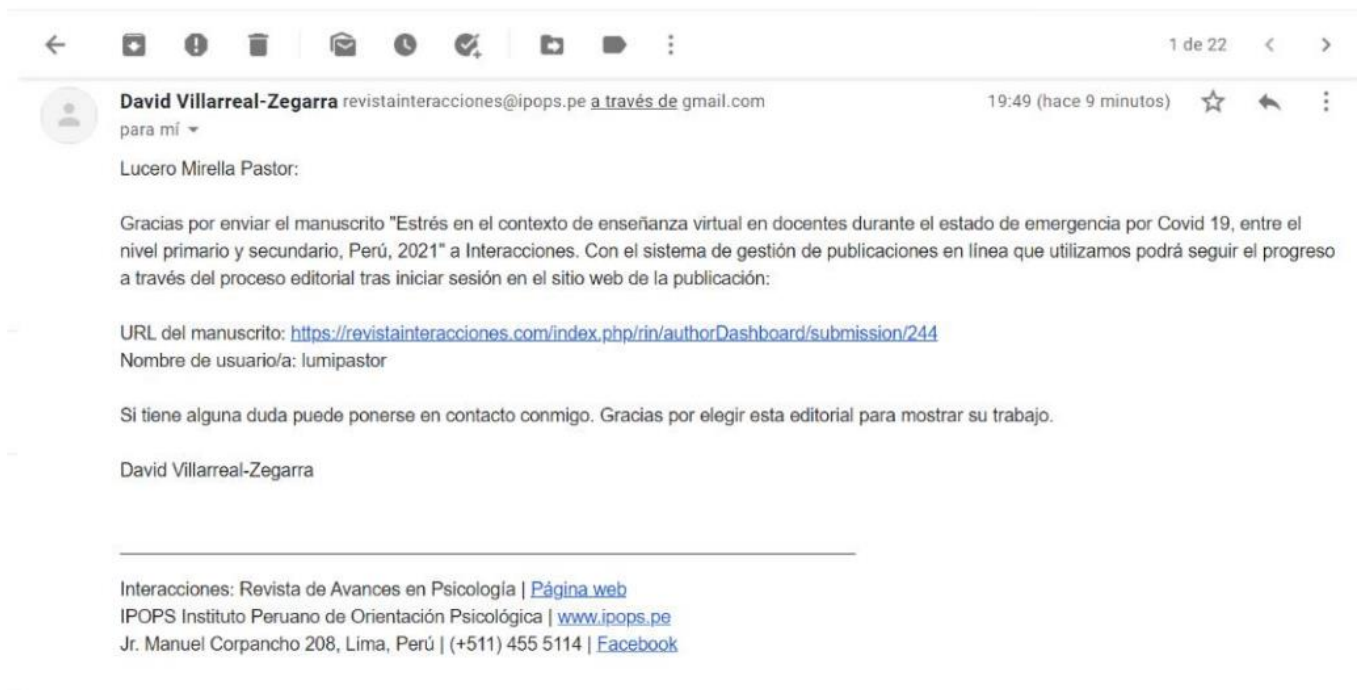 1 de 22
David Villarreal-Zegarra revistainteracciones@ipops.pe a través de gmail.com
19:49 (hace 9 minutos)
para mí
Lucero Mirella Pastor:
Gracias por enviar el manuscrito "Estrés en el contexto de enseñanza virtual en docentes durante el estado de emergencia por Covid 19, entre el
nivel primario y secundario, Perú, 2021" a Interacciones. Con el sistema de gestión de publicaciones en línea que utilizamos podrá seguir el progreso
a través del proceso editorial tras iniciar sesión en el sitio web de la publicación:
URL del manuscrito: https://revistainteracciones.com/index.php/rin/authorDashboard/submission/244
Nombre de usuario/a: lumipastor
Si tiene alguna duda puede ponerse en contacto conmigo. Gracias por elegir esta editorial para mostrar su trabajo.
David Villarreal-Zegarra
Interacciones: Revista de Avances en Psicología | Página web
IPOPS Instituto Peruano de Orientación Psicológica | www.ipops.pe
Jr. Manuel Corpancho 208, Lima, Perú | (+511) 455 5114 | Facebook